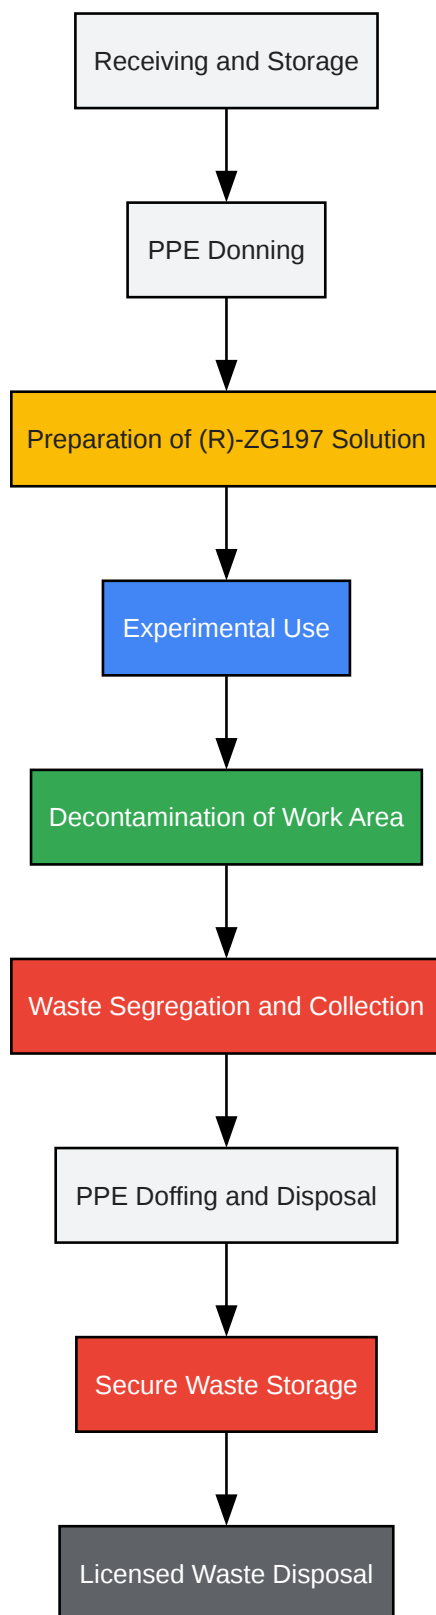 Receiving and Storage
PPE Donning
Preparation of (R)-ZG197 Solution
Experimental Use
Decontamination of Work Area
Waste Segregation and Collection
PPE Doffing and Disposal
Secure Waste Storage
Licensed Waste Disposal